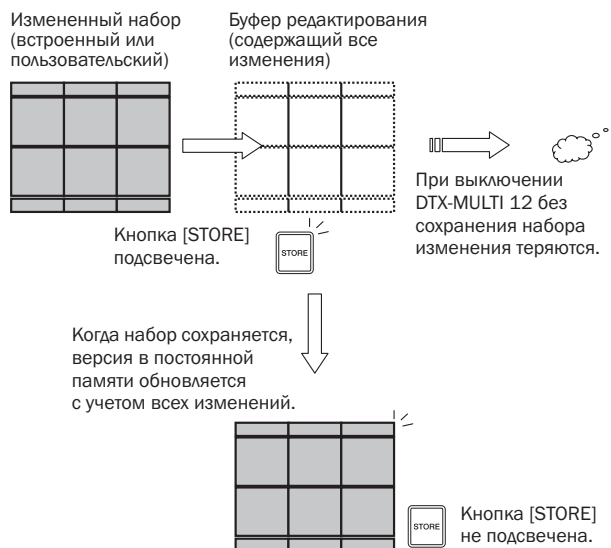 Измененный набор
(встроенный или
пользовательский)
Буфер редактирования
(содержащий все
изменения)
При выключении
DTX-MULTI 12 без
сохранения набора
изменения теряются.
Кнопка [STORE]
подсвечена.
STORE
Когда набор сохраняется,
версия в постоянной
памяти обновляется
с учетом всех изменений.
STORE
Кнопка [STORE]
не подсвечена.